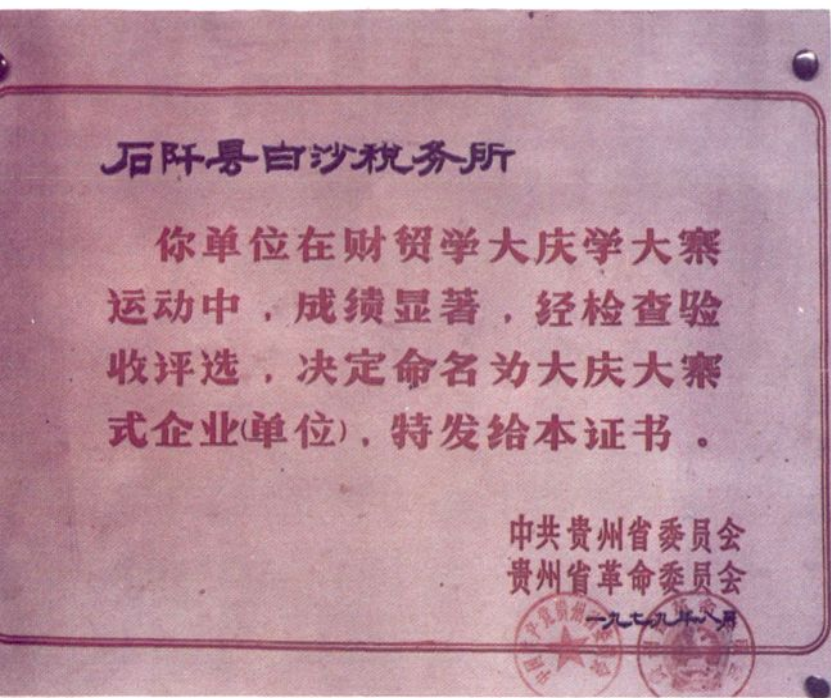 石阡县白沙税务所
你单位在财贸学大庆学大寨
运动中，成绩显著，经检查验
收评选，决定命名为大庆大寨
式企业(单位)，特发给本证书。
中共贵州省委员会
贵州省革命委员会
一九七九年八月